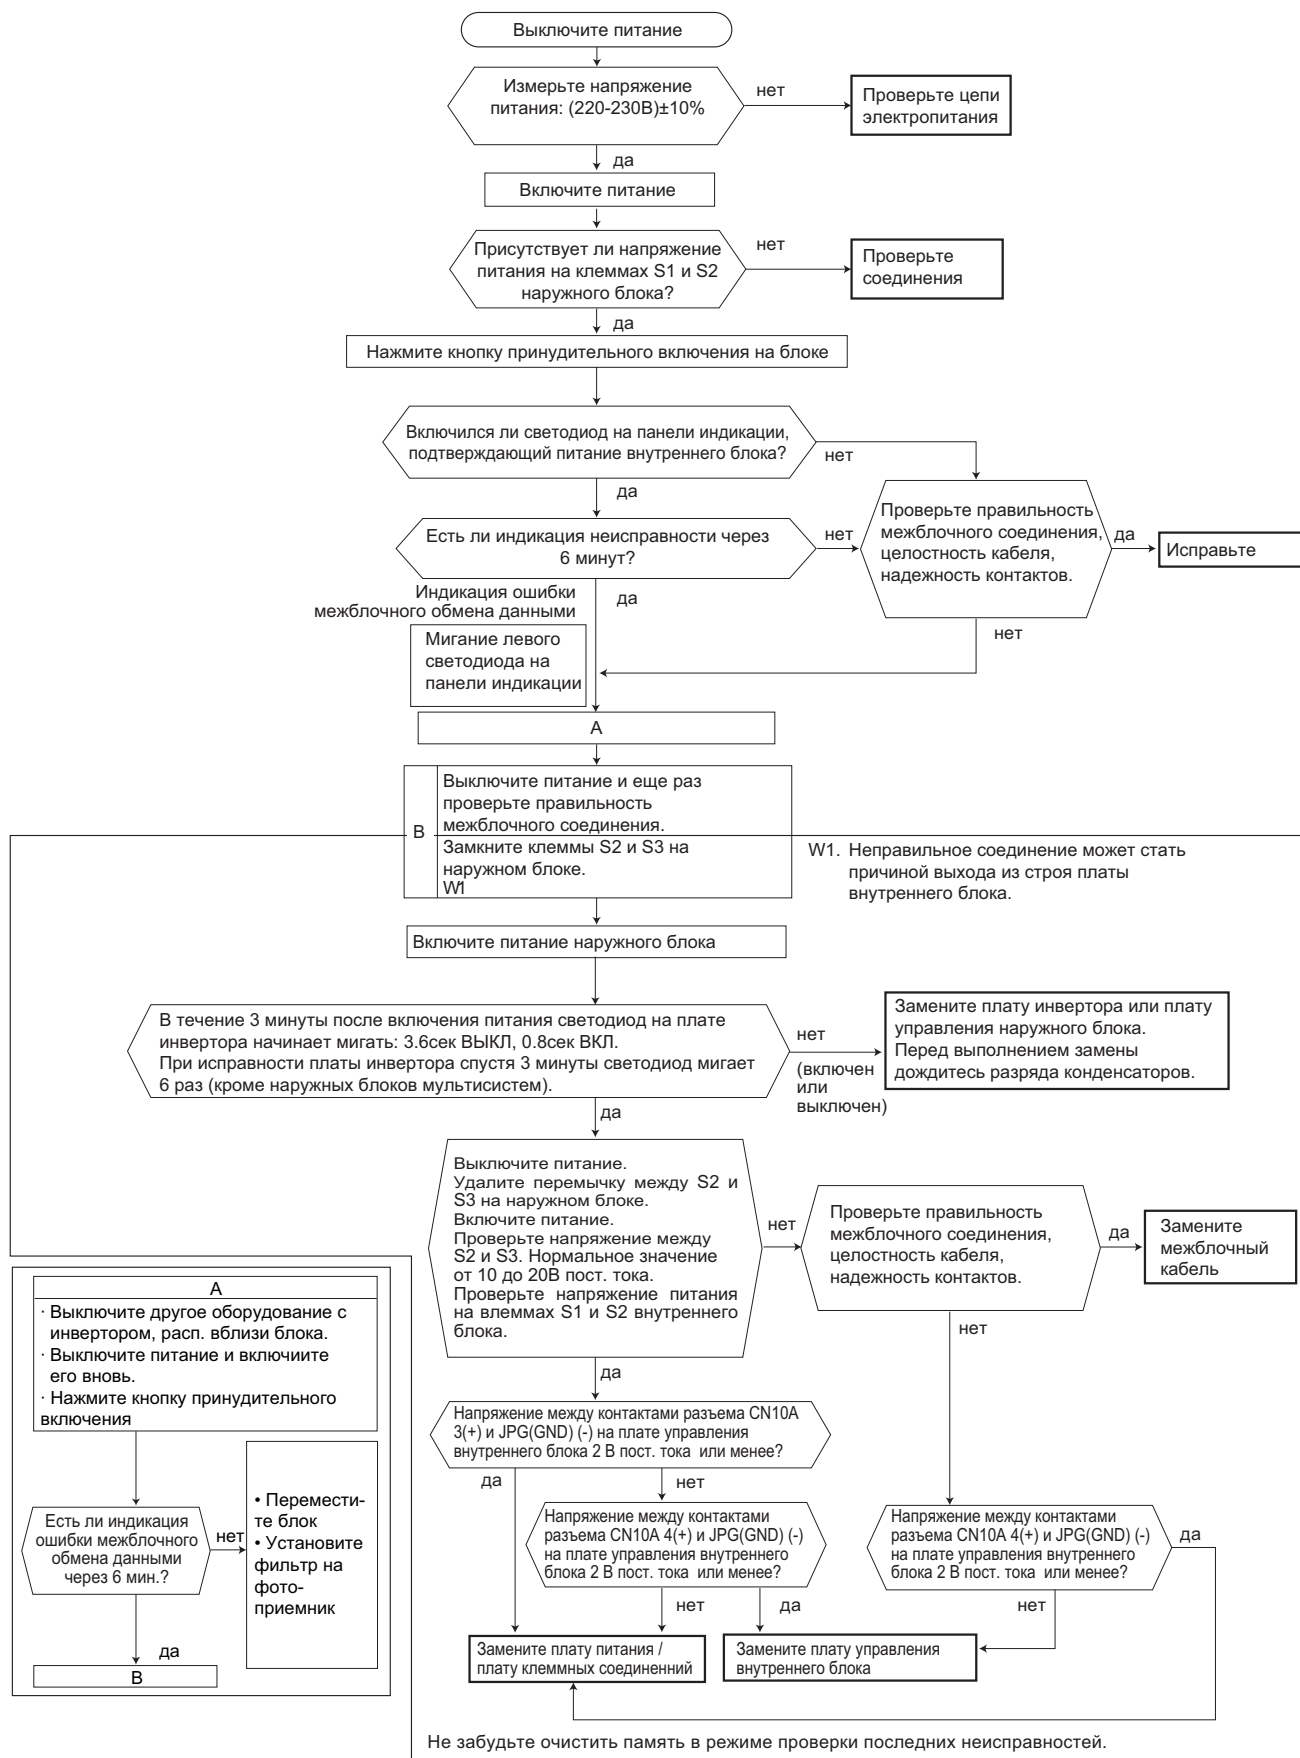 Выключите питание
Измерьте напряжение
питания: (220-230В)±10%
нет
Проверьте цепи
электропитания
да
Включите питание
Присутствует ли напряжение
питания на клеммах S1 и S2
наружного блока?
нет
Проверьте
соединения
да
Нажмите кнопку принудительного включения на блоке
Включился ли светодиод на панели индикации,
подтверждающий питание внутреннего блока?
нет
да
Есть ли индикация неисправности через
6 минут?
нет
Проверьте правильность
межблочного соединения,
целостность кабеля,
надежность контактов.
да
Исправьте
Индикация ошибки
межблочного обмена данными
да
нет
Мигание левого
светодиода на
панели индикации
A
B
Выключите питание и еще раз
проверьте правильность
межблочного соединения.
Замкните клеммы S2 и S3 на
наружном блоке.
W1
W1. Неправильное соединение может стать
причиной выхода из строя платы
внутреннего блока.
Включите питание наружного блока
В течение 3 минуты после включения питания светодиод на плате
инвертора начинает мигать: 3.6сек ВЫКЛ, 0.8сек ВКЛ.
При исправности платы инвертора спустя 3 минуты светодиод мигает
6 раз (кроме наружных блоков мультисистем).
нет
(включен
или
выключен)
Замените плату инвертора или плату
управления наружного блока.
Перед выполнением замены
дождитесь разряда конденсаторов.
да
Выключите питание.
Удалите перемычку между S2 и
S3 на наружном блоке.
Включите питание.
Проверьте напряжение между
S2 и S3. Нормальное значение
от 10 до 20В пост. тока.
Проверьте напряжение питания
на влеммах S1 и S2 внутреннего
блока.
нет
Проверьте правильность
межблочного соединения,
целостность кабеля,
надежность контактов.
да
Замените
межблочный
кабель
нет
да
A
· Выключите другое оборудование с
инвертором, расп. вблизи блока.
· Выключите питание и включиите
его вновь.
· Нажмите кнопку принудительного
включения
Есть ли индикация
ошибки межблочного
обмена данными
через 6 мин.?
нет
• Перемести-
те блок
• Установите
фильтр на
фото-
приемник
да
B
Напряжение между контактами разъема CN10A
3(+) и JPG(GND) (-) на плате управления
внутреннего блока 2 В пост. тока или менее?
да
нет
Напряжение между контактами
разъема CN10A 4(+) и JPG(GND) (-)
на плате управления внутреннего
блока 2 В пост. тока или менее?
Напряжение между контактами
разъема CN10A 4(+) и JPG(GND) (-)
на плате управления внутреннего
блока 2 В пост. тока или менее?
да
нет
да
нет
Замените плату питания /
плату клеммных соединенний
Замените плату управления
внутреннего блока
Не забудьте очистить память в режиме проверки последних неисправностей.